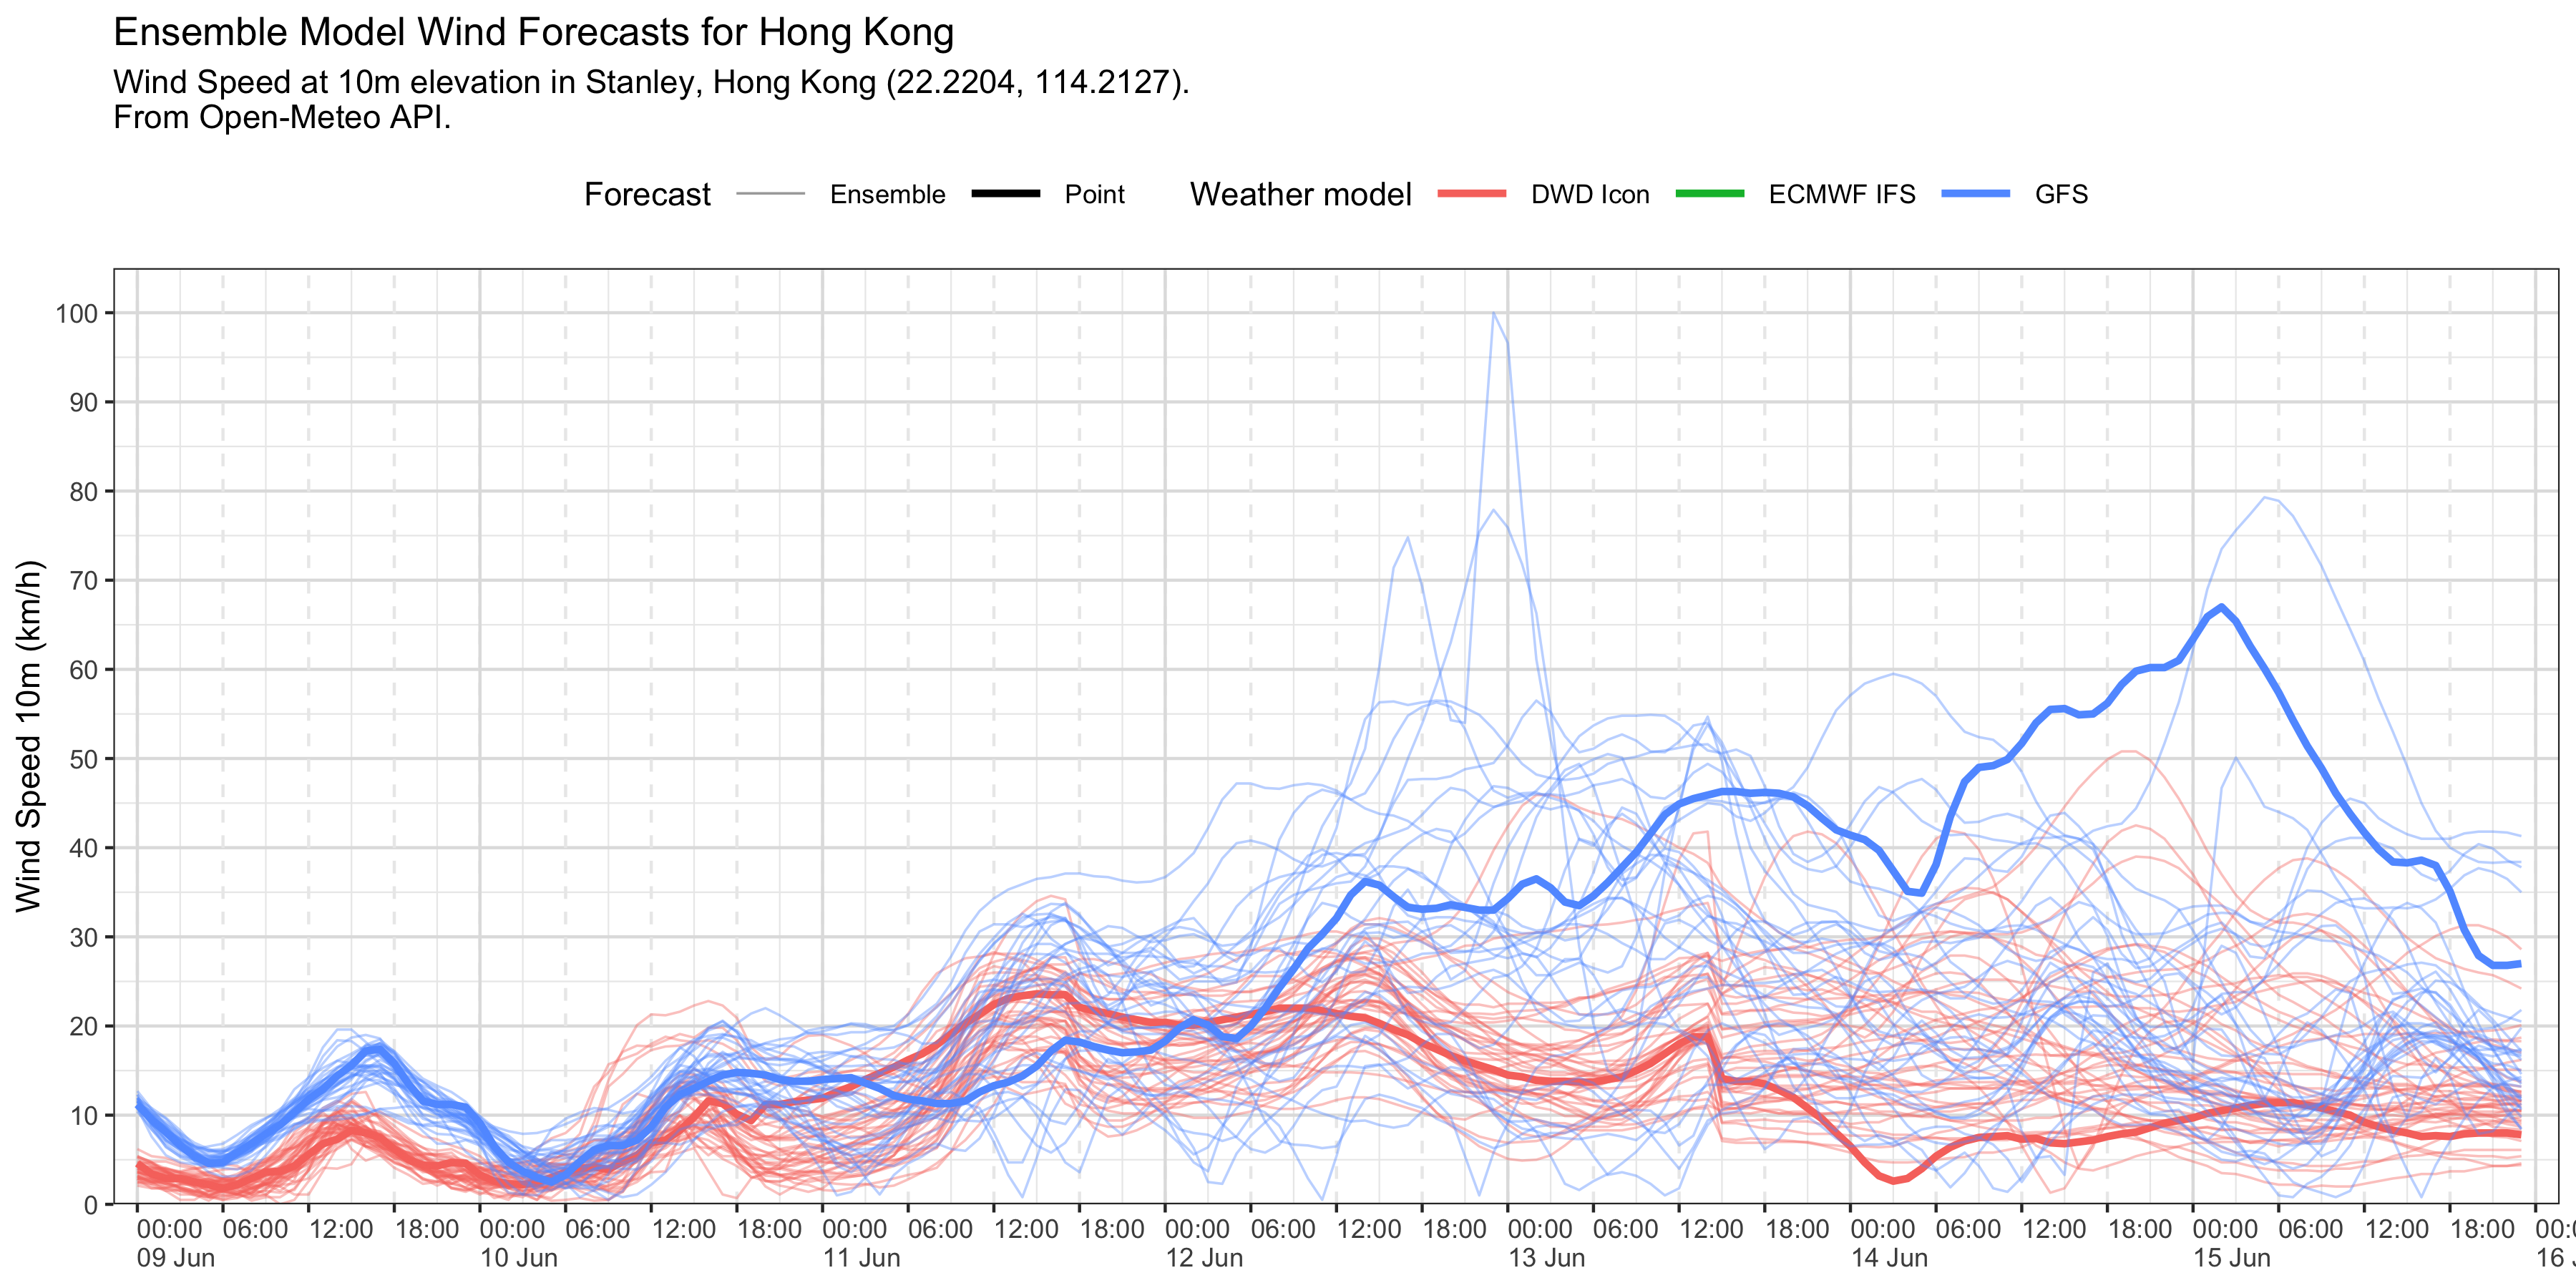 Ensemble Model Wind Forecasts for Hong Kong
Wind Speed at 10m elevation in Stanley, Hong Kong (22.2204, 114.2127).
From Open-Meteo API.
Forecast Ensemble Point Weather model DWD Icon ECMWF IFS GFS
Wind Speed 10m (km/h)
100
90
80
70
60
50
40
30
20
10
0
00:00 06:00 12:00 18:00 00:00 06:00 12:00 18:00 00:00 06:00 12:00 18:00 00:00 06:00 12:00 18:00 00:00 06:00 12:00 18:00 00:00 06:00 12:00 18:00 00:00 06:00 12:00 18:00 00:0
09 Jun 10 Jun 11 Jun 12 Jun 13 Jun 14 Jun 15 Jun 16